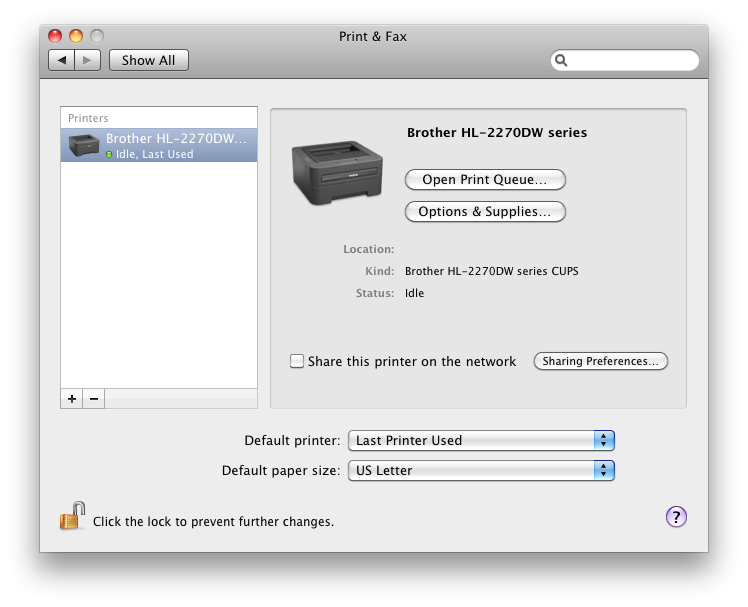 Print & Fax
Show All
Printers
Brother HL-2270DW...
Idle, Last Used
Brother HL-2270DW series
Open Print Queue...
Options & Supplies...
Location:
Kind: Brother HL-2270DW series CUPS
Status: Idle
Share this printer on the network
Sharing Preferences...
+ −
Default printer: Last Printer Used
Default paper size: US Letter
Click the lock to prevent further changes.
?